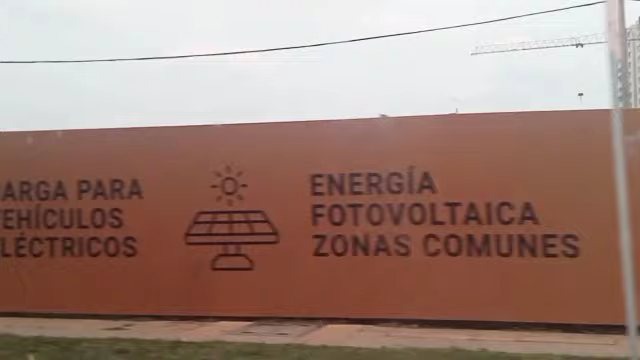 ARGA PARA
EHÍCULOS
LÉCTRICOS
ENERGÍA
FOTOVOLTAICA
ZONAS COMUNES